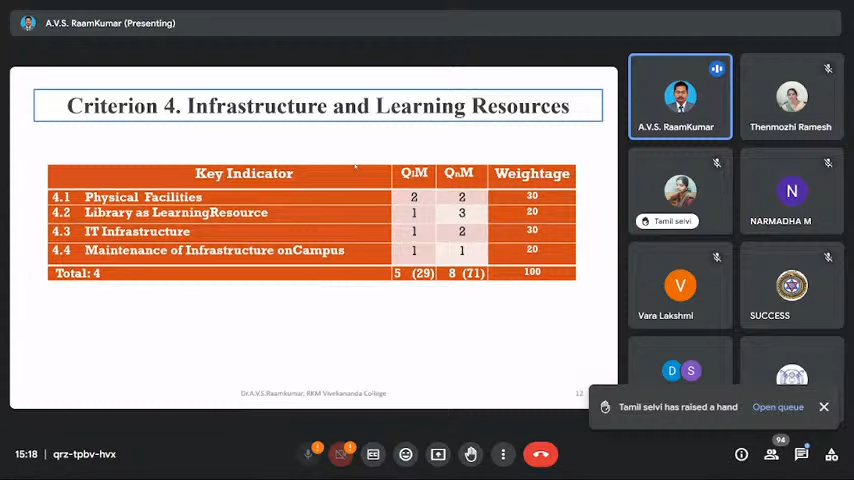 A.V.S. RaamKumar (Presenting)
Criterion 4. Infrastructure and Learning Resources
Key Indicator QlM QnM Weightage
4.1 Physical Facilities 2 2 30
4.2 Library as LearningResource 1 3 20
4.3 IT Infrastructure 1 2 30
4.4 Maintenance of Infrastructure onCampus 1 1 20
Total: 4 5 (29) 8 (71) 100
Dr.A.V.S.Raamkumar, RKM Vivekananda College 12
A.V.S. RaamKumar
Thenmozhi Ramesh
Tamil selvi
N
NARMADHA M
V
Vara Lakshmi
SUCCESS
D S
Tamil selvi has raised a hand Open queue
15:18 qrz-tpbv-hvx
94